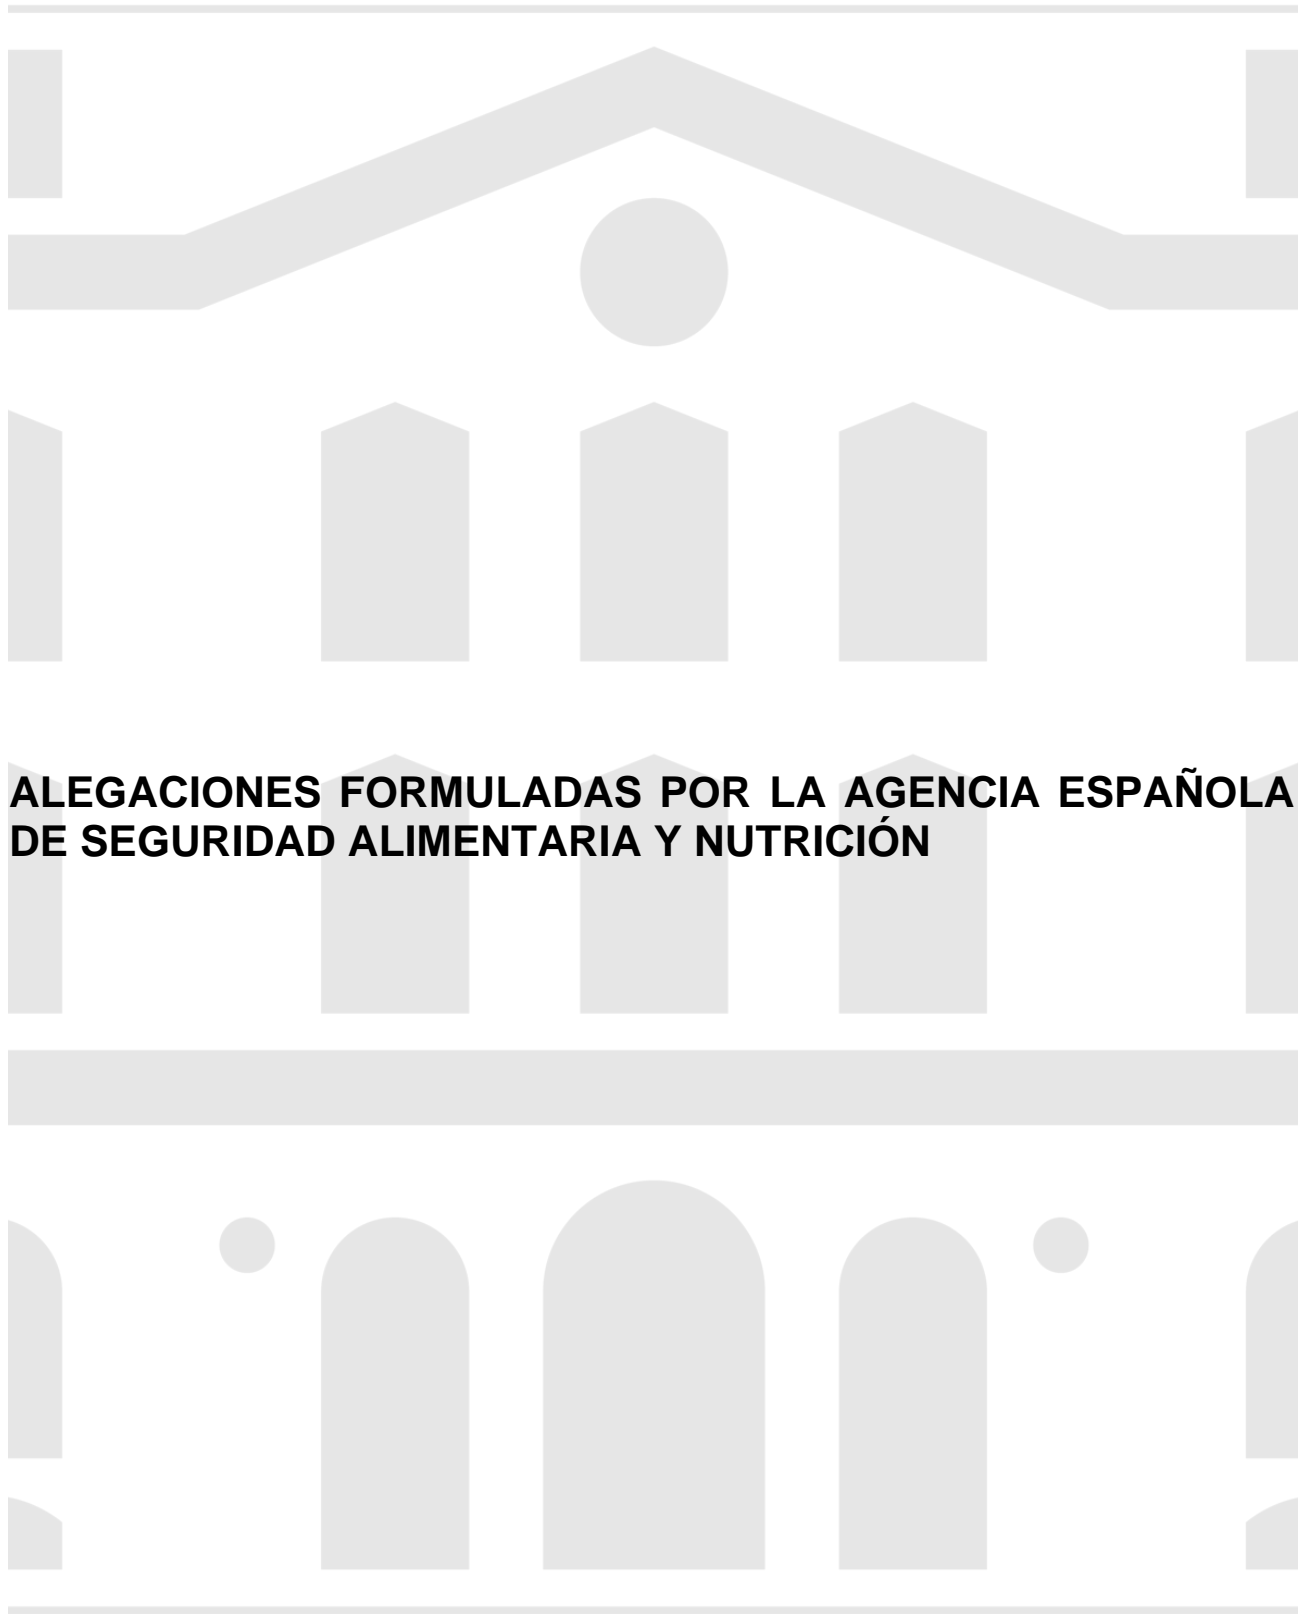 ALEGACIONES FORMULADAS POR LA AGENCIA ESPAÑOLA
DE SEGURIDAD ALIMENTARIA Y NUTRICIÓN